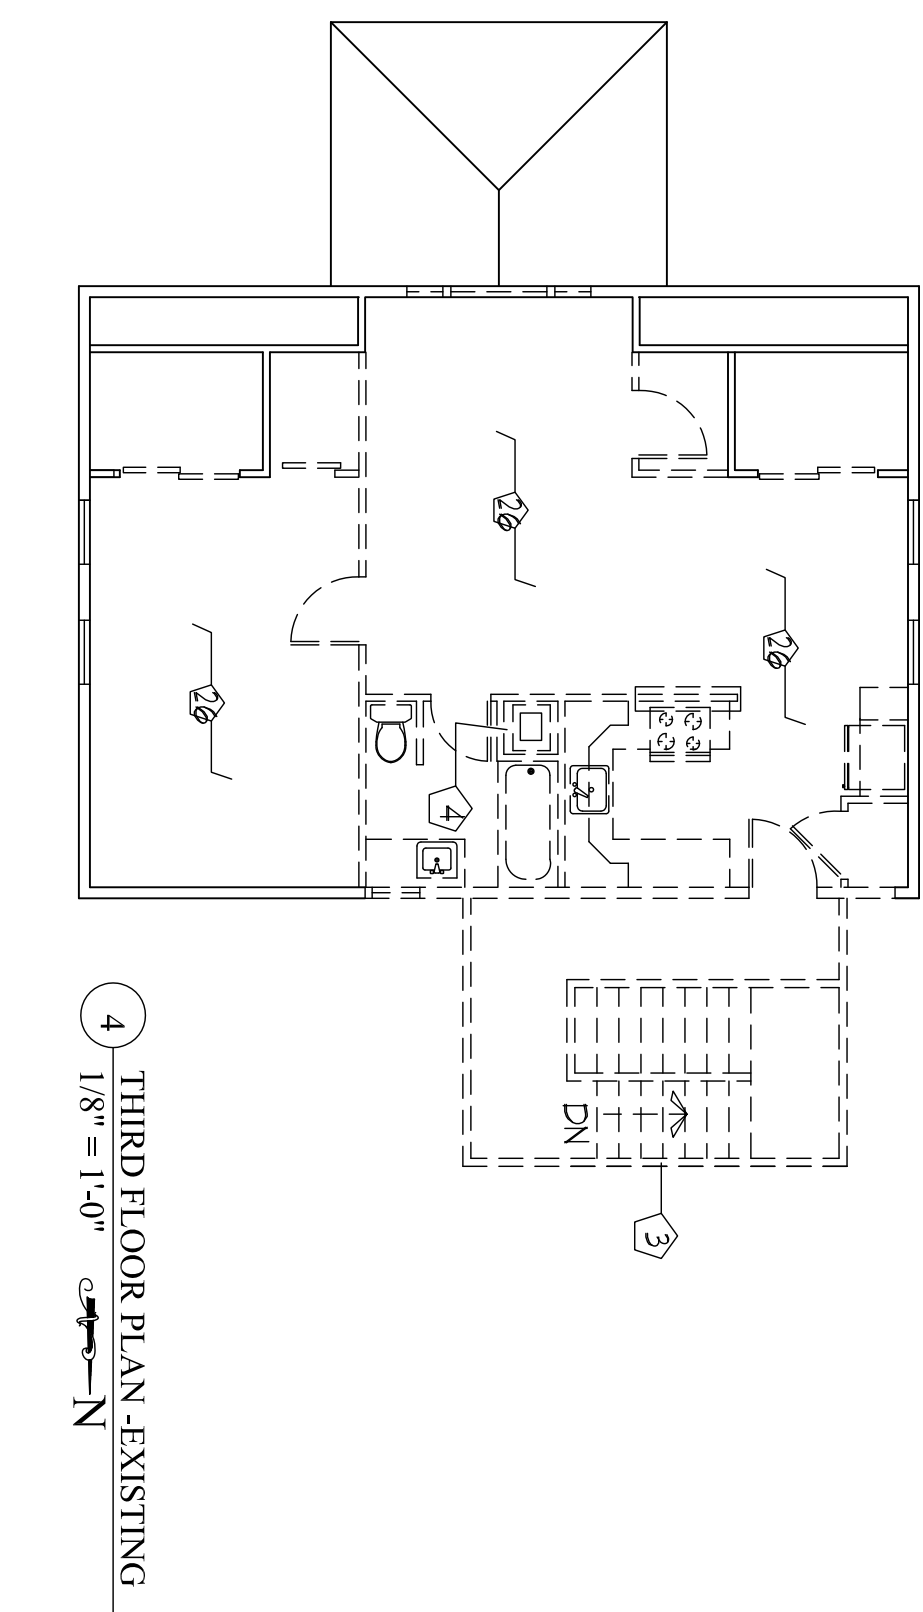 26
26
26
4
DN
3
4
THIRD FLOOR PLAN -EXISTING
1/8" = 1'-0"
N